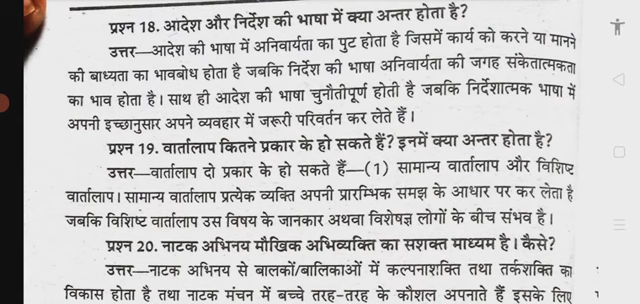 प्रश्न 18. आदेश और निर्देश की भाषा में क्या अन्तर होता है?
उत्तर—आदेश की भाषा में अनिवार्यता का पुट होता है जिसमें कार्य को करने या मानने
की बाध्यता का भावबोध होता है जबकि निर्देश की भाषा अनिवार्यता की जगह संकेतात्मकता
का भाव होता है। साथ ही आदेश की भाषा चुनौतीपूर्ण होती है जबकि निर्देशात्मक भाषा में
अपनी इच्छानुसार अपने व्यवहार में जरूरी परिवर्तन कर लेते हैं।
प्रश्न 19. वार्तालाप कितने प्रकार के हो सकते हैं? इनमें क्या अन्तर होता है?
उत्तर—वार्तालाप दो प्रकार के हो सकते हैं—(1) सामान्य वार्तालाप और विशिष्ट
वार्तालाप। सामान्य वार्तालाप प्रत्येक व्यक्ति अपनी प्रारम्भिक समझ के आधार पर कर लेता है
जबकि विशिष्ट वार्तालाप उस विषय के जानकार अथवा विशेषज्ञ लोगों के बीच संभव है।
प्रश्न 20. नाटक अभिनय मौखिक अभिव्यक्ति का सशक्त माध्यम है। कैसे?
उत्तर—नाटक अभिनय से बालकों/बालिकाओं में कल्पनाशक्ति तथा तर्कशक्ति का
विकास होता है तथा नाटक मंचन में बच्चे तरह-तरह के कौशल अपनाते हैं इसके लिए